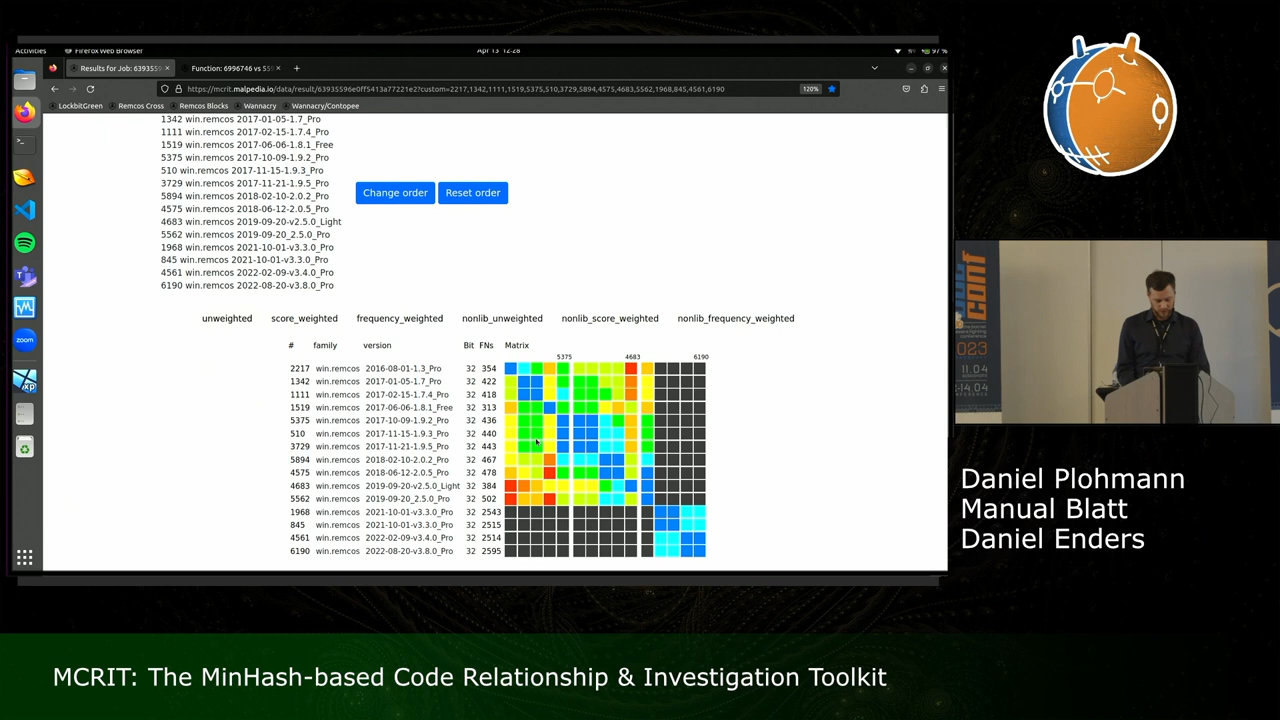 Activities Firefox Web Browser Apr 13 12:28 97 %
Results for Job: 6393559 Function: 6996746 vs 559
https://mcrit.malpedia.io/data/result/63935596e0ff5413a77221e2?custom=2217,1342,1111,1519,5375,510,3729,5894,4575,4683,5562,1968,845,4561,6190 120%
LockbitGreen Remcos Cross Remcos Blocks Wannacry Wannacry/Contopee
1342 win.remcos 2017-01-05-1.7_Pro
1111 win.remcos 2017-02-15-1.7.4_Pro
1519 win.remcos 2017-06-06-1.8.1_Free
5375 win.remcos 2017-10-09-1.9.2_Pro
510 win.remcos 2017-11-15-1.9.3_Pro
3729 win.remcos 2017-11-21-1.9.5_Pro
5894 win.remcos 2018-02-10-2.0.2_Pro
4575 win.remcos 2018-06-12-2.0.5_Pro
4683 win.remcos 2019-09-20-v2.5.0_Light
5562 win.remcos 2019-09-20_2.5.0_Pro
1968 win.remcos 2021-10-01-v3.3.0_Pro
845 win.remcos 2021-10-01-v3.3.0_Pro
4561 win.remcos 2022-02-09-v3.4.0_Pro
6190 win.remcos 2022-08-20-v3.8.0_Pro
Change order Reset order
unweighted score_weighted frequency_weighted nonlib_unweighted nonlib_score_weighted nonlib_frequency_weighted
# family version Bit FNs Matrix
5375 4683 6190
2217 win.remcos 2016-08-01-1.3_Pro 32 354
1342 win.remcos 2017-01-05-1.7_Pro 32 422
1111 win.remcos 2017-02-15-1.7.4_Pro 32 418
1519 win.remcos 2017-06-06-1.8.1_Free 32 313
5375 win.remcos 2017-10-09-1.9.2_Pro 32 436
510 win.remcos 2017-11-15-1.9.3_Pro 32 440
3729 win.remcos 2017-11-21-1.9.5_Pro 32 443
5894 win.remcos 2018-02-10-2.0.2_Pro 32 467
4575 win.remcos 2018-06-12-2.0.5_Pro 32 478
4683 win.remcos 2019-09-20-v2.5.0_Light 32 384
5562 win.remcos 2019-09-20_2.5.0_Pro 32 502
1968 win.remcos 2021-10-01-v3.3.0_Pro 32 2543
845 win.remcos 2021-10-01-v3.3.0_Pro 32 2515
4561 win.remcos 2022-02-09-v3.4.0_Pro 32 2514
6190 win.remcos 2022-08-20-v3.8.0_Pro 32 2595
zoom
conf
2023
11.04
-14.04
Daniel Plohmann
Manual Blatt
Daniel Enders
MCRIT: The MinHash-based Code Relationship & Investigation Toolkit